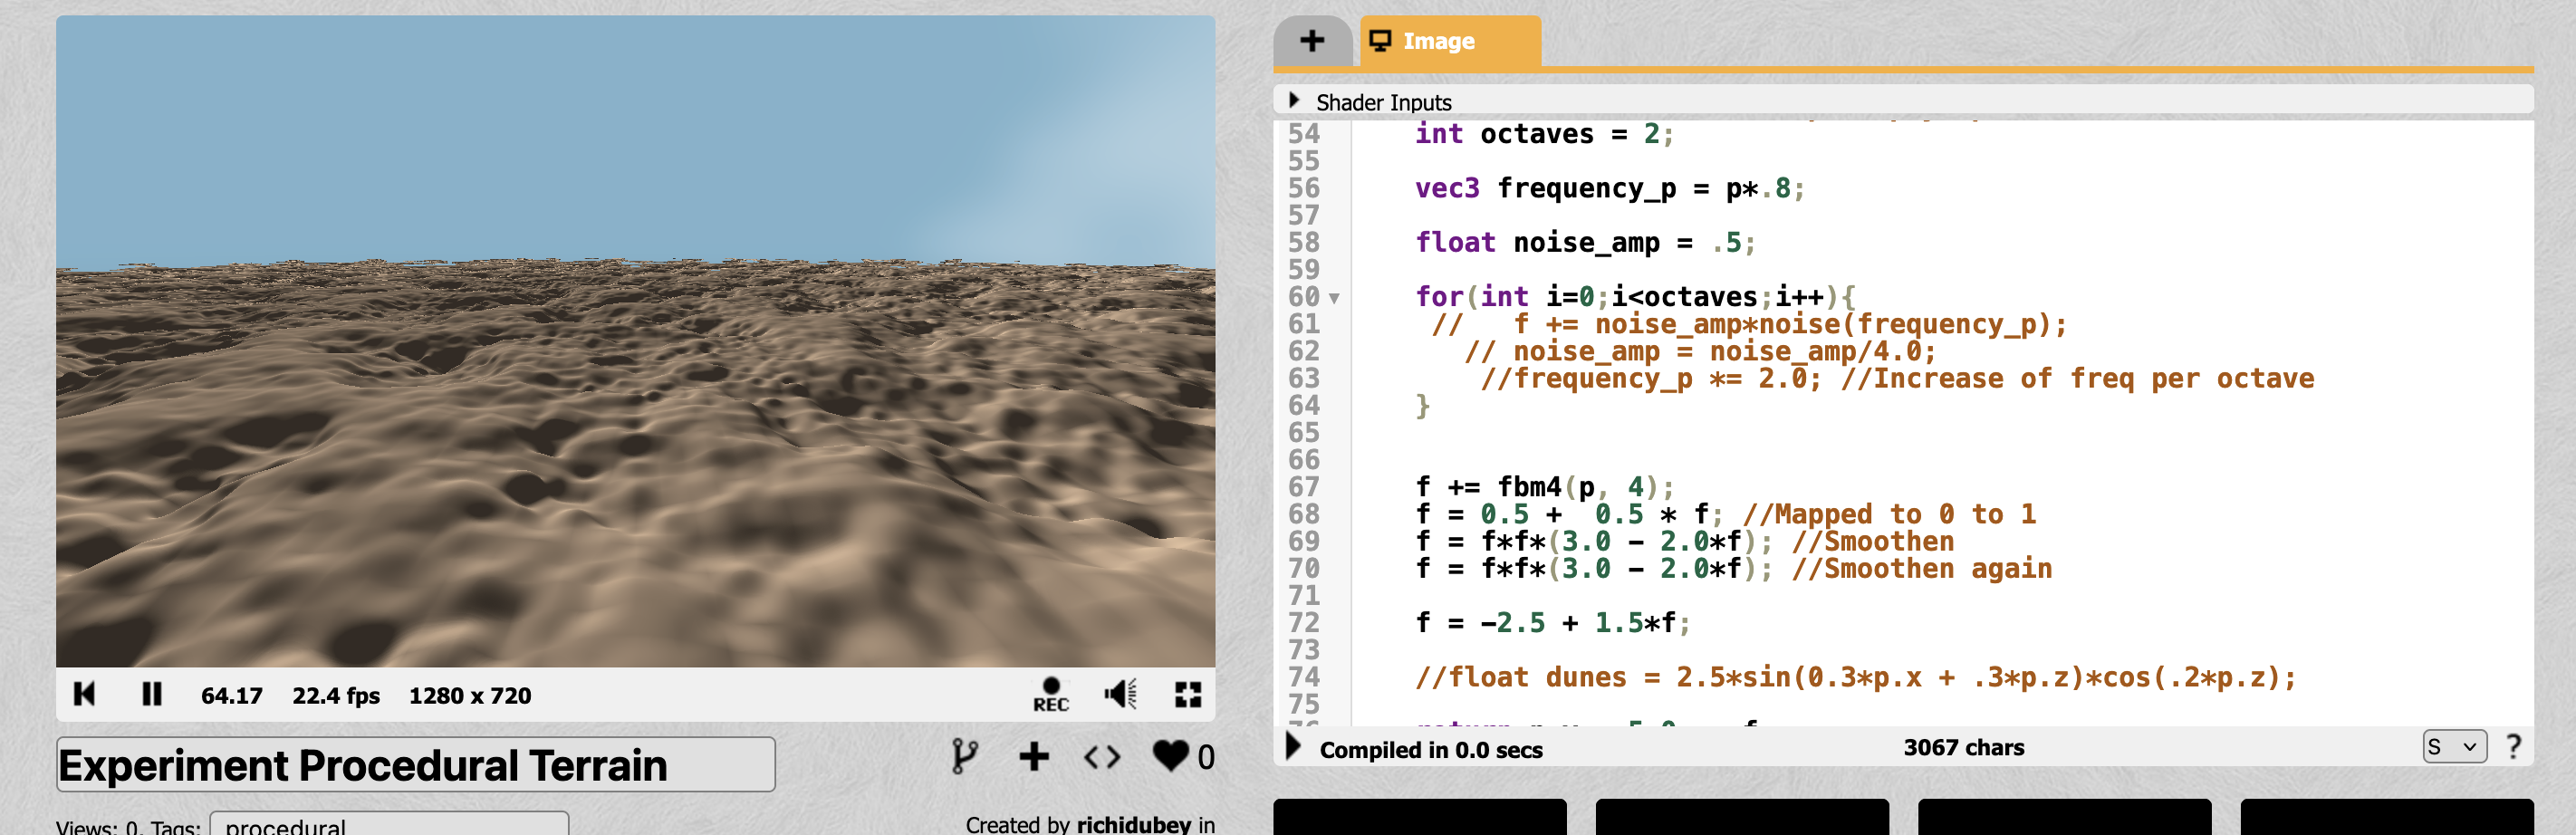 Image
Shader Inputs
54 int octaves = 2;
55
56 vec3 frequency_p = p*.8;
57
58 float noise_amp = .5;
59
60 for(int i=0;i<octaves;i++){
61 // f += noise_amp*noise(frequency_p);
62 // noise_amp = noise_amp/4.0;
63 //frequency_p *= 2.0; //Increase of freq per octave
64 }
65
66
67 f += fbm4(p, 4);
68 f = 0.5 + 0.5 * f; //Mapped to 0 to 1
69 f = f*f*(3.0 - 2.0*f); //Smoothen
70 f = f*f*(3.0 - 2.0*f); //Smoothen again
71
72 f = -2.5 + 1.5*f;
73
74 //float dunes = 2.5*sin(0.3*p.x + .3*p.z)*cos(.2*p.z);
75
64.17 22.4 fps 1280 x 720
REC
Compiled in 0.0 secs 3067 chars S ?
Experiment Procedural Terrain
0
Views: 0, Tags: procedural
Created by richidubey in